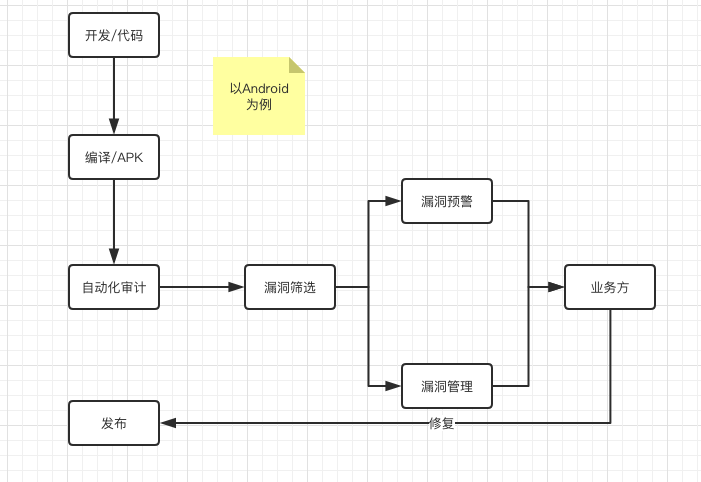 开发/代码
以Android
为例
编译/APK
漏洞预警
自动化审计
漏洞筛选
业务方
漏洞管理
发布
修复